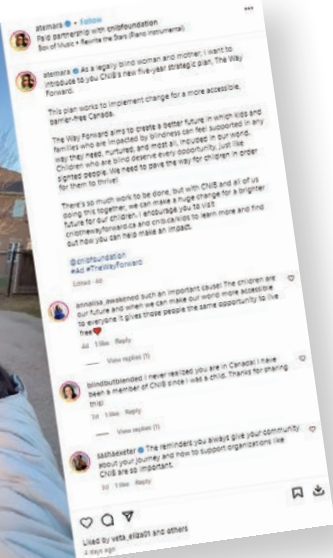 atemara • Follow
Paid partnership with cnibfoundation
Box of Music • Rewrite the Stars (Piano Instrumental)
atemara As a legally blind woman and mother, I want to
introduce to you CNIB's new five-year strategic plan, The Way
Forward.
This plan works to implement change for a more accessible,
barrier-free Canada.
The Way Forward aims to create a better future in which kids and
families who are impacted by blindness can feel supported in any
way they need, nurtured, and most all, included in our world.
Children who are blind deserve every opportunity, just like
sighted people. We need to pave the way for children in order
for them to thrive!
There's so much work to be done, but with CNIB and all of us
doing this together, we can make a huge change for a brighter
future for our children. I encourage you to visit
cnibthewayforward.ca and cnib.ca/kids to learn more and find
out how you can help make an impact.
@cnibfoundation
#Ad #TheWayForward
Edited · 4d
annalisa_awakened such an important cause! The children are
our future and when we can make our world more accessible
to everyone it gives those people the same opportunity to live
free❤️
4d 1 like Reply
View replies (1)
blindbutblended I never realized you are in Canada! I have
been a member of CNIB since I was a child. Thanks for sharing
this!
3d 1 like Reply
View replies (1)
sashaexeter The reminders you always give your community
about your journey and how to support organizations like
CNIB are so important.
3d 1 like Reply
Liked by veta_eliza01 and others
4 days ago